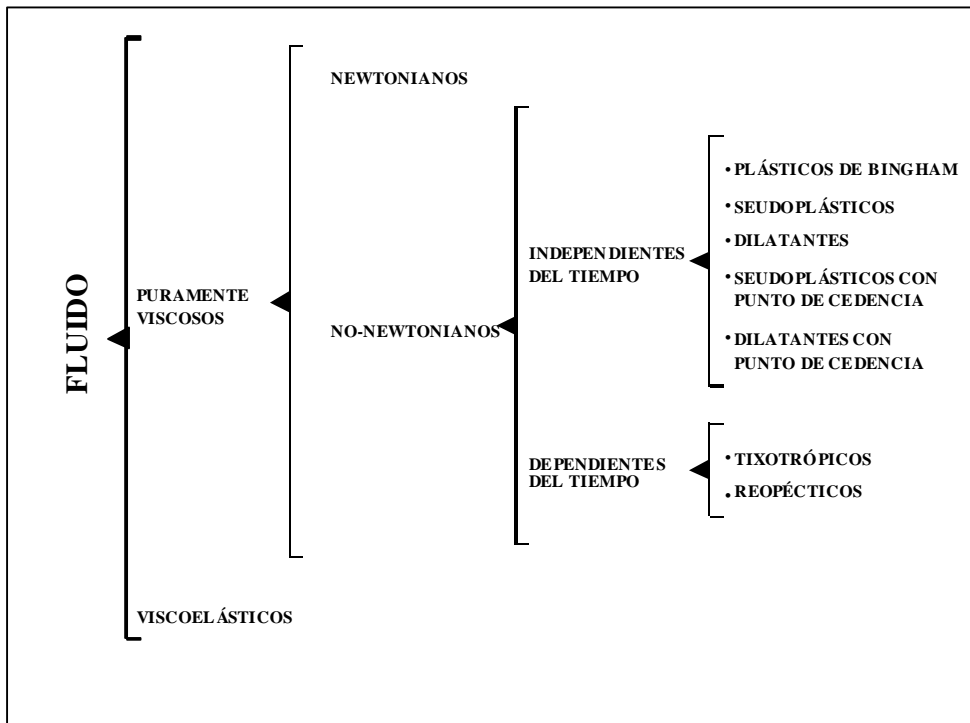 FLUIDO
PURAMENTE
VISCOSOS
NEWTONIANOS
NO-NEWTONIANOS
INDEPENDIENTES
DEL TIEMPO
• PLÁSTICOS DE BINGHAM
• SEUDOPLÁSTICOS
• DILATANTES
• SEUDOPLÁSTICOS CON
PUNTO DE CEDENCIA
• DILATANTES CON
PUNTO DE CEDENCIA
DEPENDIENTES
DEL TIEMPO
• TIXOTRÓPICOS
• REOPÉCTICOS
VISCOELÁSTICOS